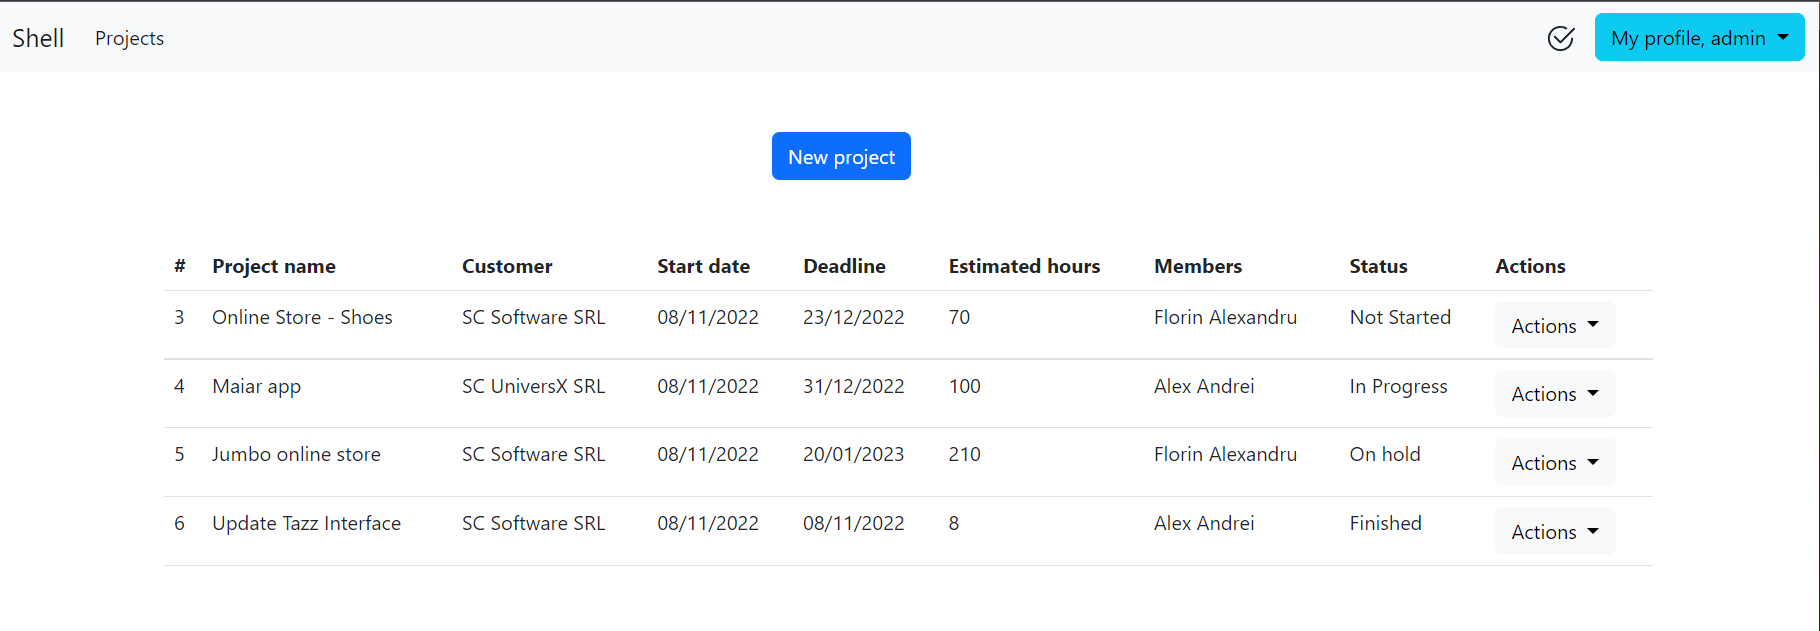 Shell Projects My profile, admin
New project
# Project name Customer Start date Deadline Estimated hours Members Status Actions
3 Online Store - Shoes SC Software SRL 08/11/2022 23/12/2022 70 Florin Alexandru Not Started Actions
4 Maiar app SC UniversX SRL 08/11/2022 31/12/2022 100 Alex Andrei In Progress Actions
5 Jumbo online store SC Software SRL 08/11/2022 20/01/2023 210 Florin Alexandru On hold Actions
6 Update Tazz Interface SC Software SRL 08/11/2022 08/11/2022 8 Alex Andrei Finished Actions